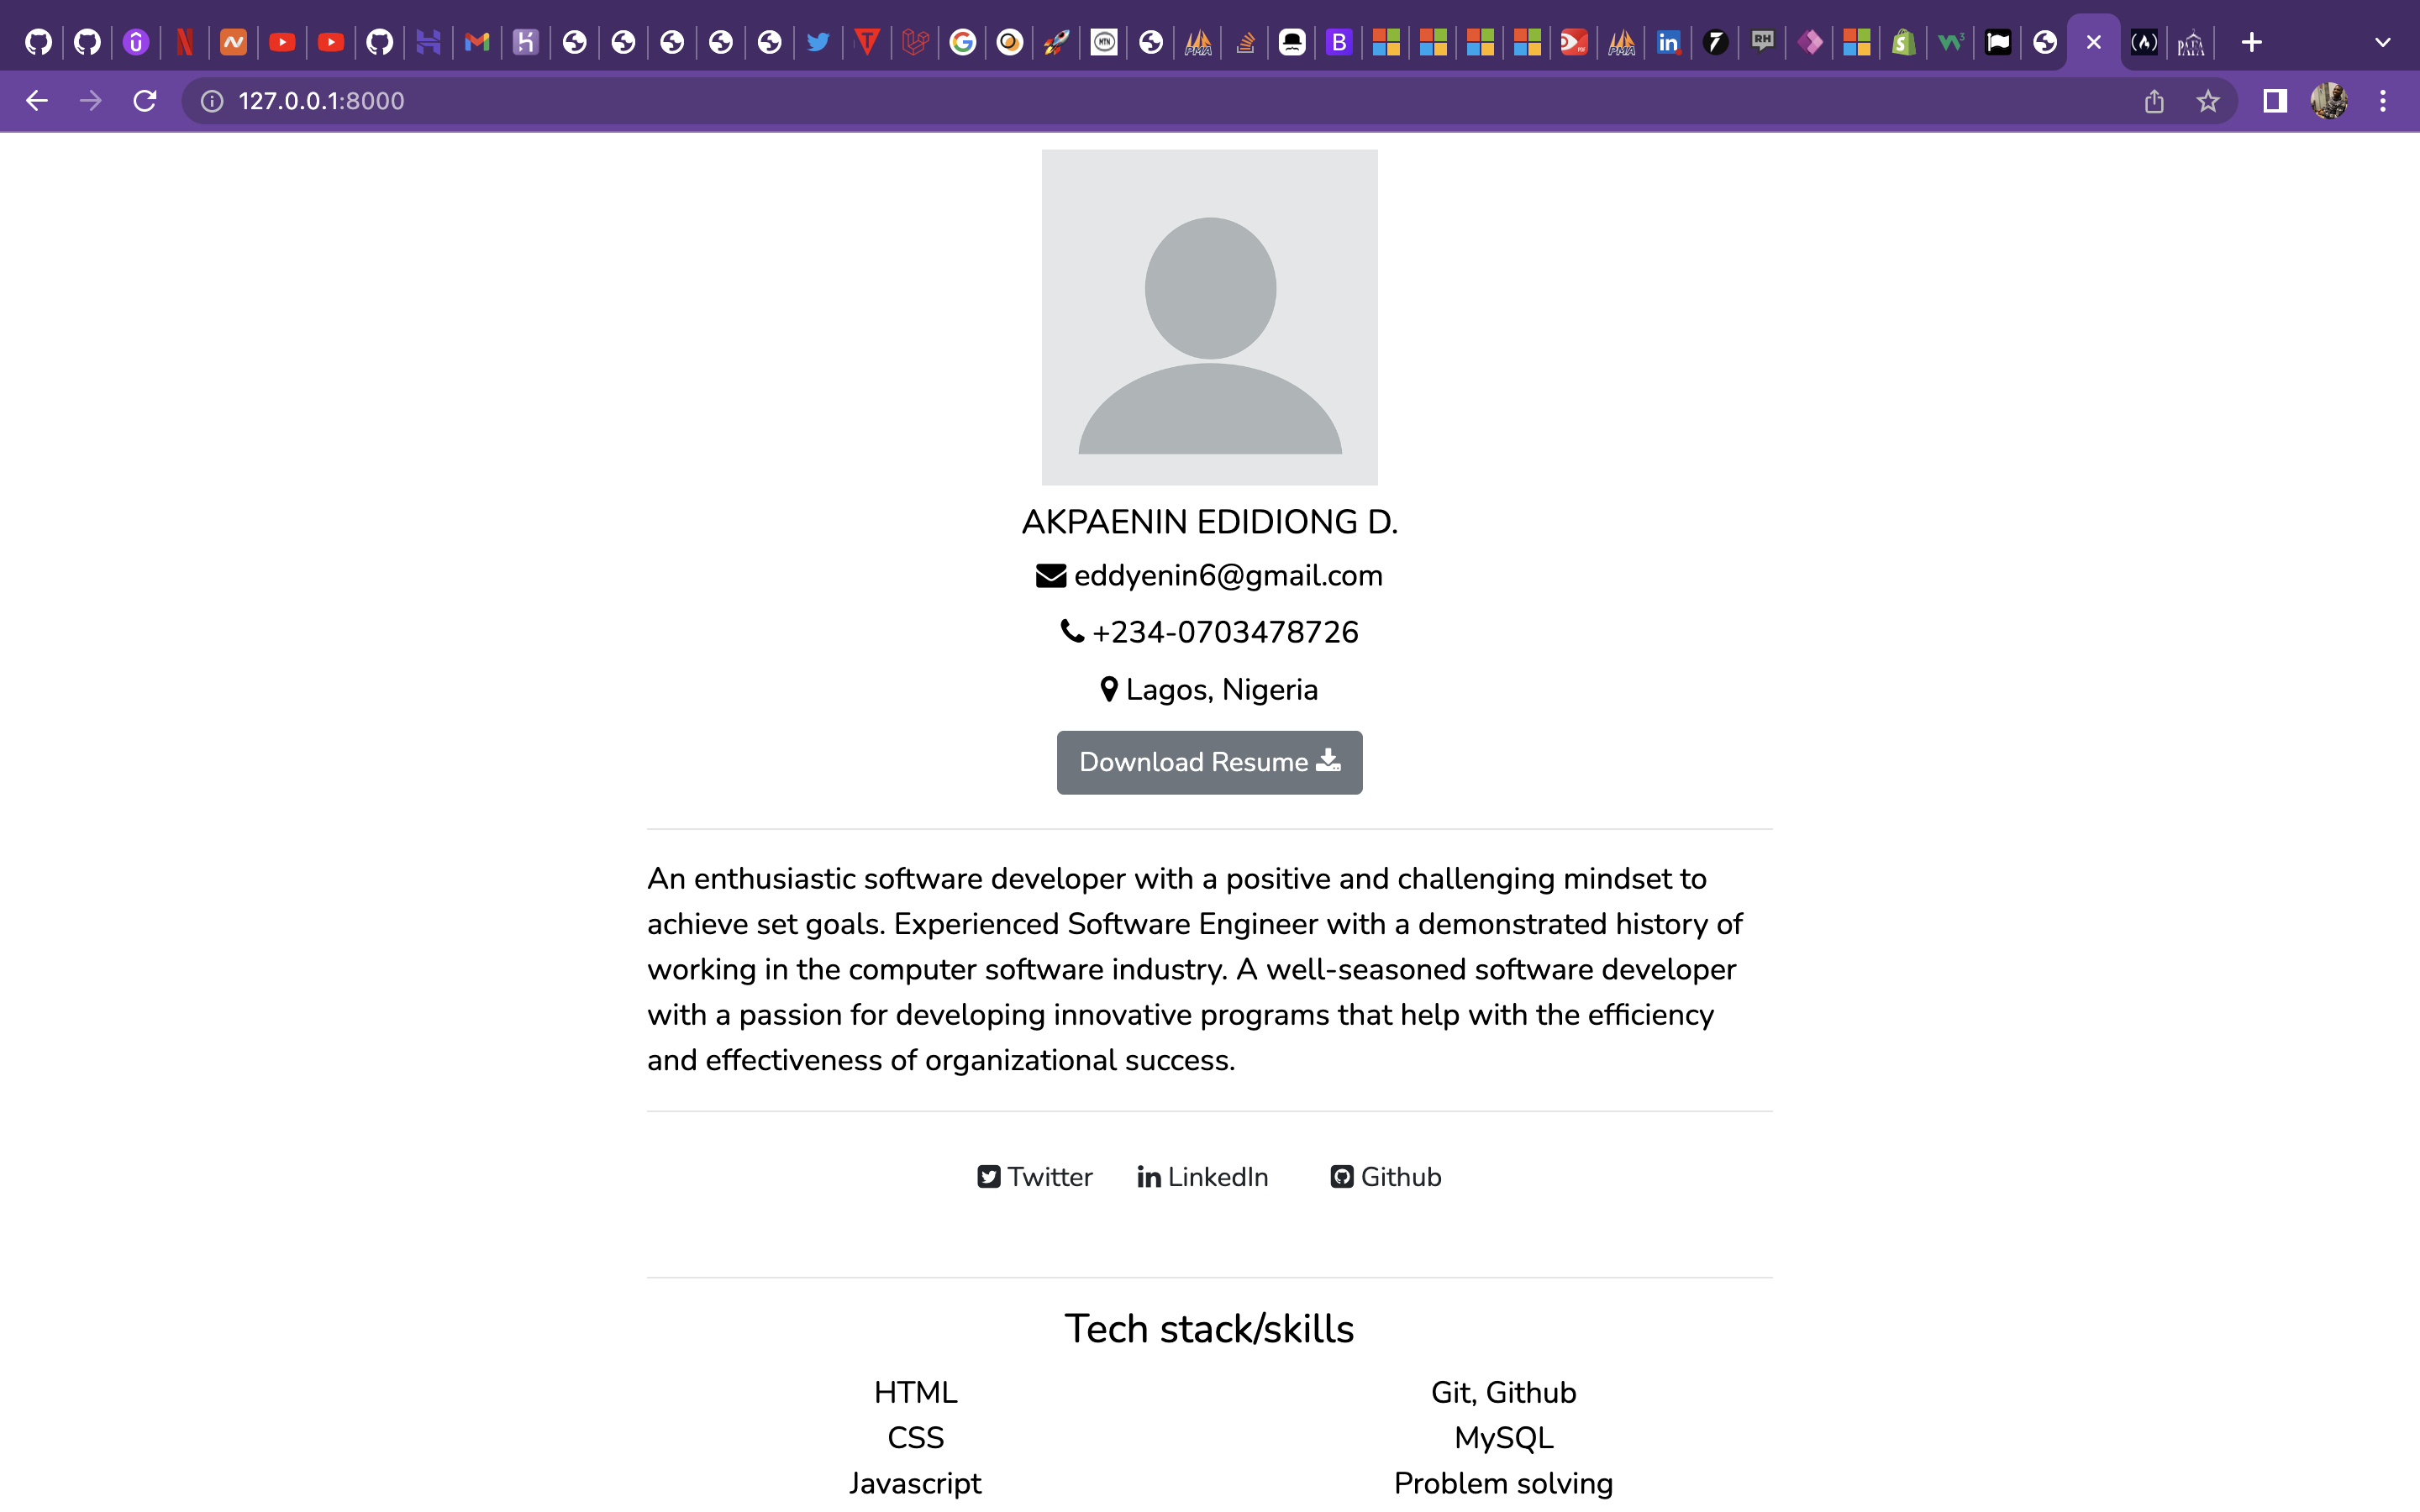 127.0.0.1:8000
AKPAENIN EDIDIONG D.
eddyenin6@gmail.com
+234-0703478726
Lagos, Nigeria
Download Resume
An enthusiastic software developer with a positive and challenging mindset to
achieve set goals. Experienced Software Engineer with a demonstrated history of
working in the computer software industry. A well-seasoned software developer
with a passion for developing innovative programs that help with the efficiency
and effectiveness of organizational success.
Twitter LinkedIn Github
Tech stack/skills
HTML Git, Github
CSS MySQL
Javascript Problem solving